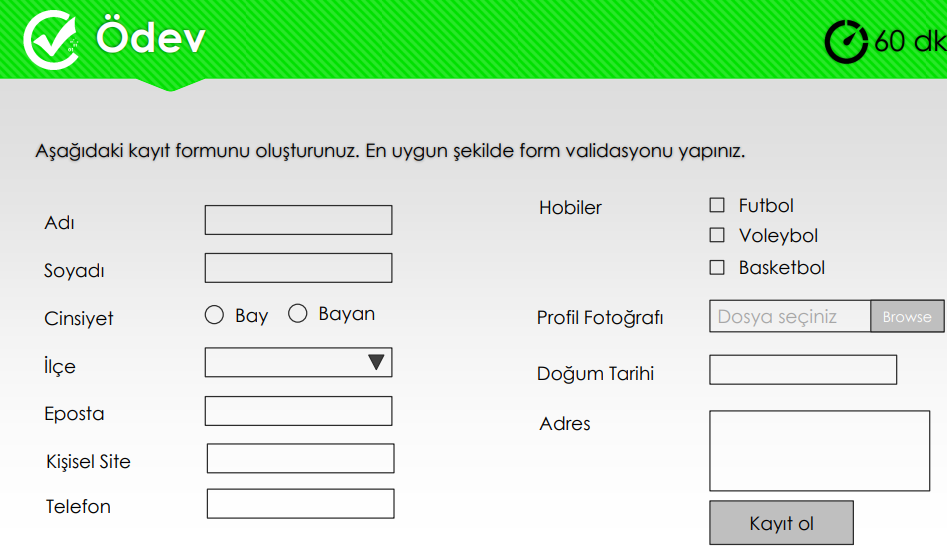 Ödev
60 dk
Aşağıdaki kayıt formunu oluşturunuz. En uygun şekilde form validasyonu yapınız.
Adı
Soyadı
Cinsiyet
Bay
Bayan
İlçe
Eposta
Kişisel Site
Telefon
Hobiler
Futbol
Voleybol
Basketbol
Profil Fotoğrafı
Dosya seçiniz
Browse
Doğum Tarihi
Adres
Kayıt ol